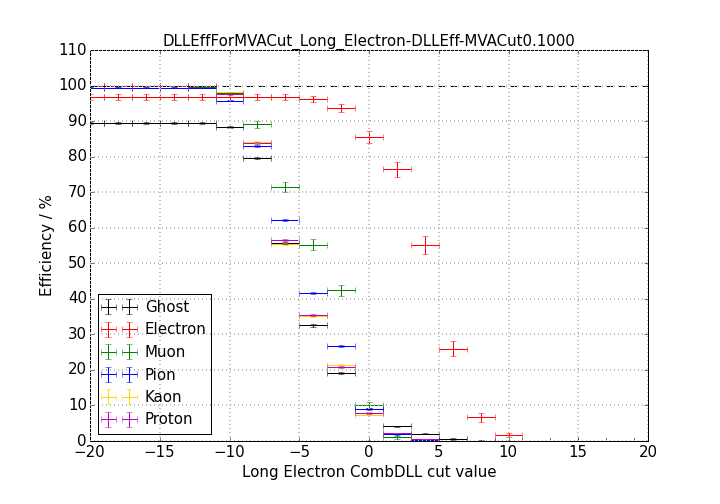 DLLEffForMVACut_Long_Electron-DLLEff-MVACut0.1000
110
100
90
80
70
60
50
40
30
20
10
0
Efficiency / %
Ghost
Electron
Muon
Pion
Kaon
Proton
−20 −15 −10 −5 0 5 10 15 20
Long Electron CombDLL cut value